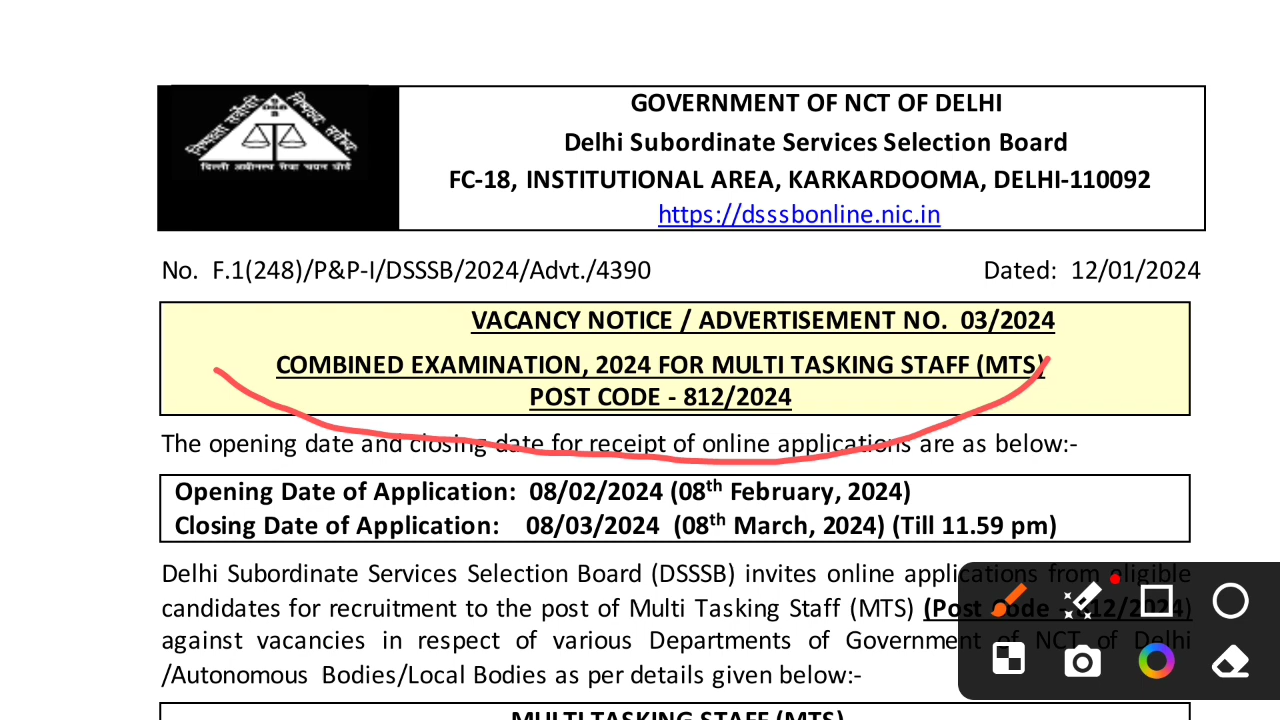 GOVERNMENT OF NCT OF DELHI
Delhi Subordinate Services Selection Board
FC-18, INSTITUTIONAL AREA, KARKARDOOMA, DELHI-110092
https://dsssbonline.nic.in
दिल्ली अधीनस्थ सेवा चयन बोर्ड
No. F.1(248)/P&P-I/DSSSB/2024/Advt./4390 Dated: 12/01/2024
VACANCY NOTICE / ADVERTISEMENT NO. 03/2024
COMBINED EXAMINATION, 2024 FOR MULTI TASKING STAFF (MTS)
POST CODE - 812/2024
The opening date and closing date for receipt of online applications are as below:-
Opening Date of Application: 08/02/2024 (08th February, 2024)
Closing Date of Application: 08/03/2024 (08th March, 2024) (Till 11.59 pm)
Delhi Subordinate Services Selection Board (DSSSB) invites online applications from eligible
candidates for recruitment to the post of Multi Tasking Staff (MTS) (Post Code - 812/2024)
against vacancies in respect of various Departments of Government of NCT of Delhi
/Autonomous Bodies/Local Bodies as per details given below:-
MULTI TASKING STAFF (MTS)